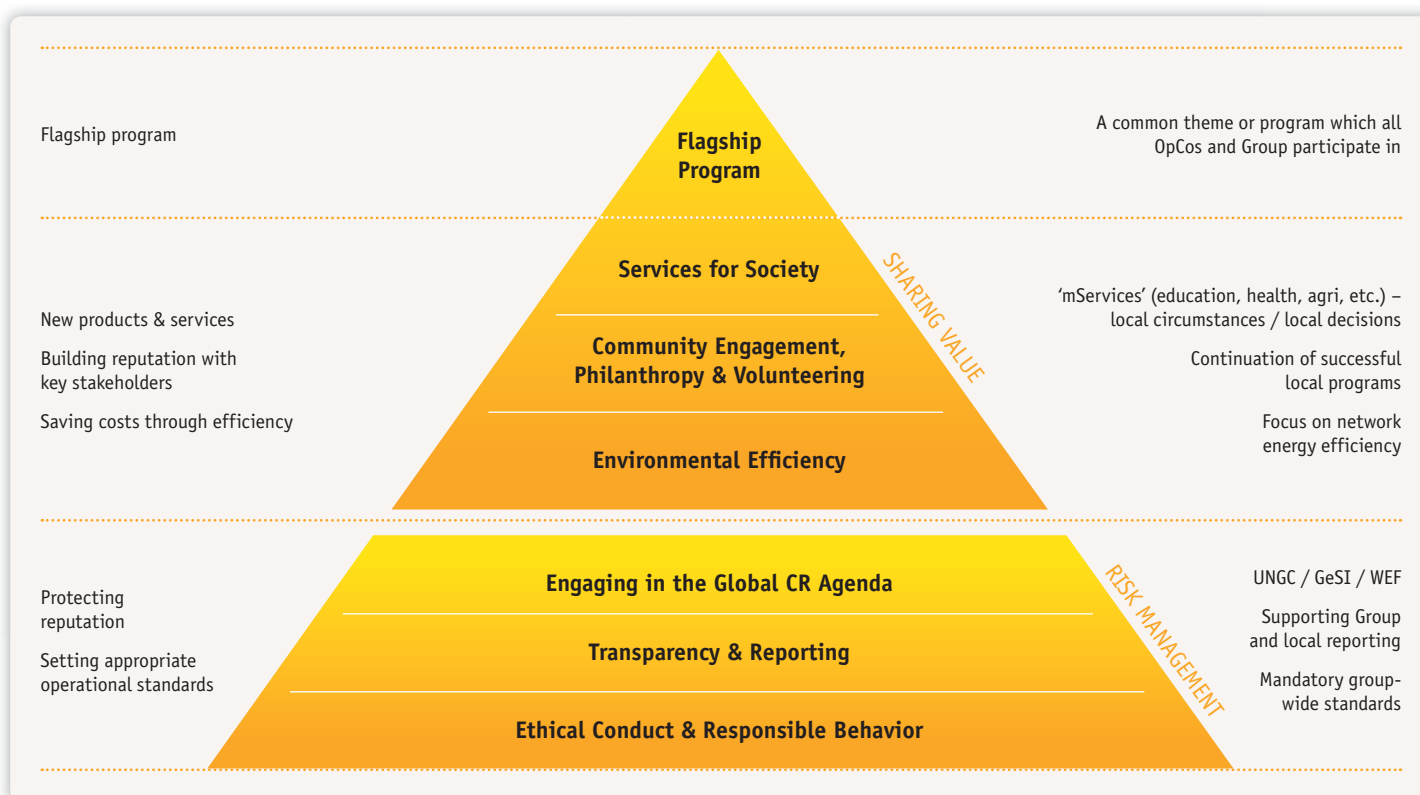 Flagship program
Flagship
Program
A common theme or program which all
OpCos and Group participate in
New products & services
Building reputation with
key stakeholders
Saving costs through efficiency
Services for Society
Community Engagement,
Philanthropy & Volunteering
Environmental Efficiency
SHARING VALUE
‘mServices’ (education, health, agri, etc.) –
local circumstances / local decisions
Continuation of successful
local programs
Focus on network
energy efficiency
Protecting
reputation
Setting appropriate
operational standards
Engaging in the Global CR Agenda
Transparency & Reporting
Ethical Conduct & Responsible Behavior
RISK MANAGEMENT
UNGC / GeSI / WEF
Supporting Group
and local reporting
Mandatory group-
wide standards